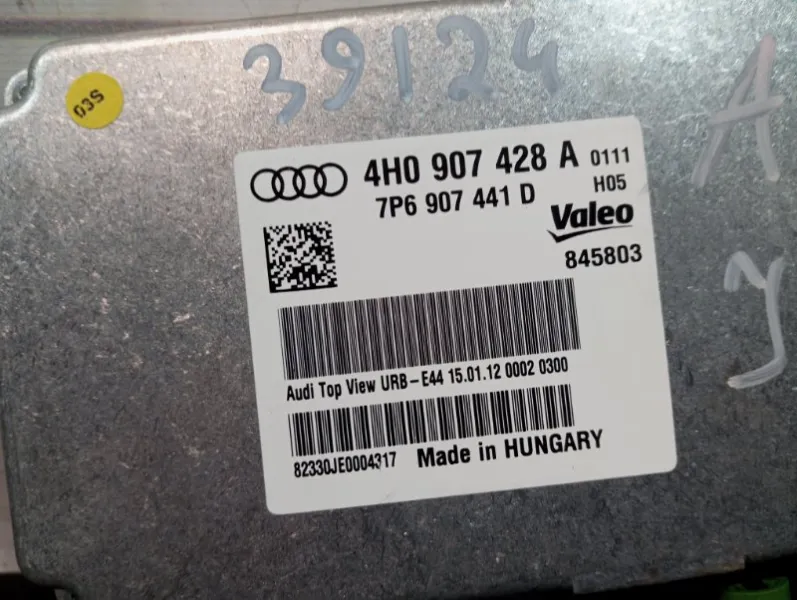 39124
03S
A
4H0 907 428 A 0111
7P6 907 441 D H05
Valeo
845803
Audi Top View URB-E44 15.01.12 0002 0300
82330JE0004317 Made in HUNGARY